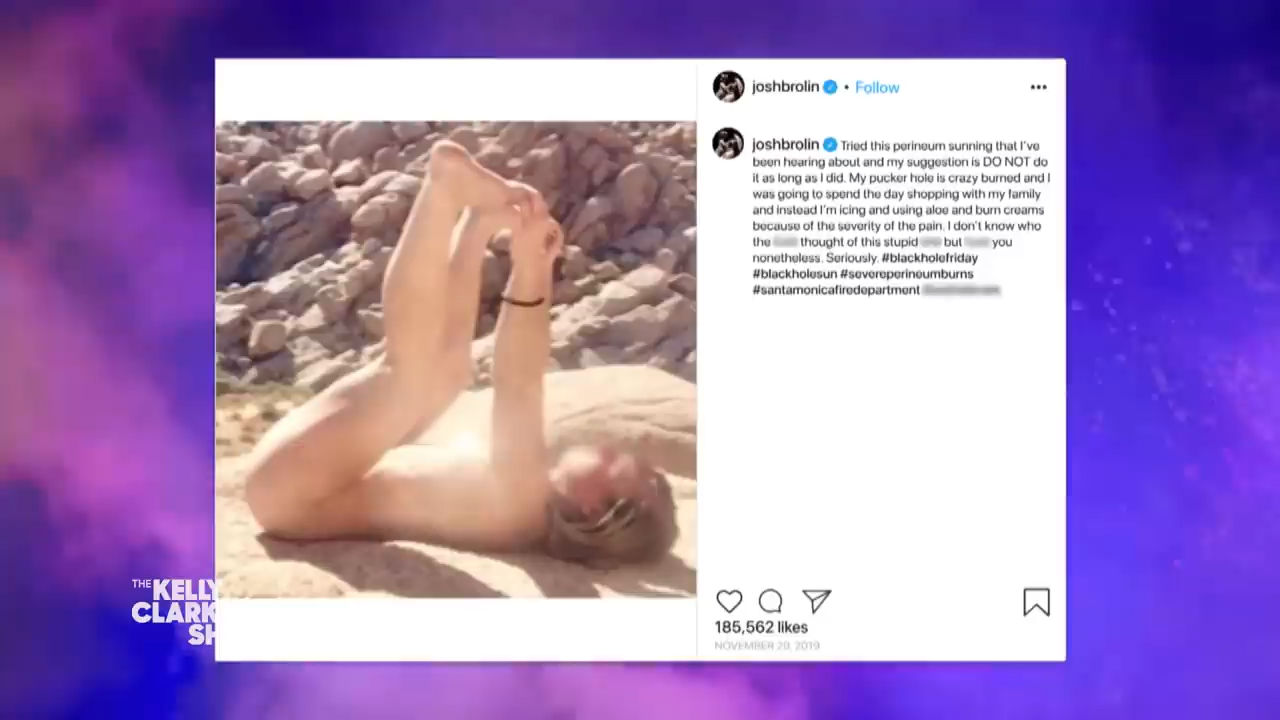 joshbrolin • Follow
joshbrolin Tried this perineum sunning that I've
been hearing about and my suggestion is DO NOT do
it as long as I did. My pucker hole is crazy burned and I
was going to spend the day shopping with my family
and instead I'm icing and using aloe and burn creams
because of the severity of the pain. I don't know who
the thought of this stupid but you
nonetheless. Seriously. #blackholefriday
#blackholesun #severeperineumburns
#santamonicafiredepartment
185,562 likes
NOVEMBER 29, 2019
THE
KELLY
CLARK
SH